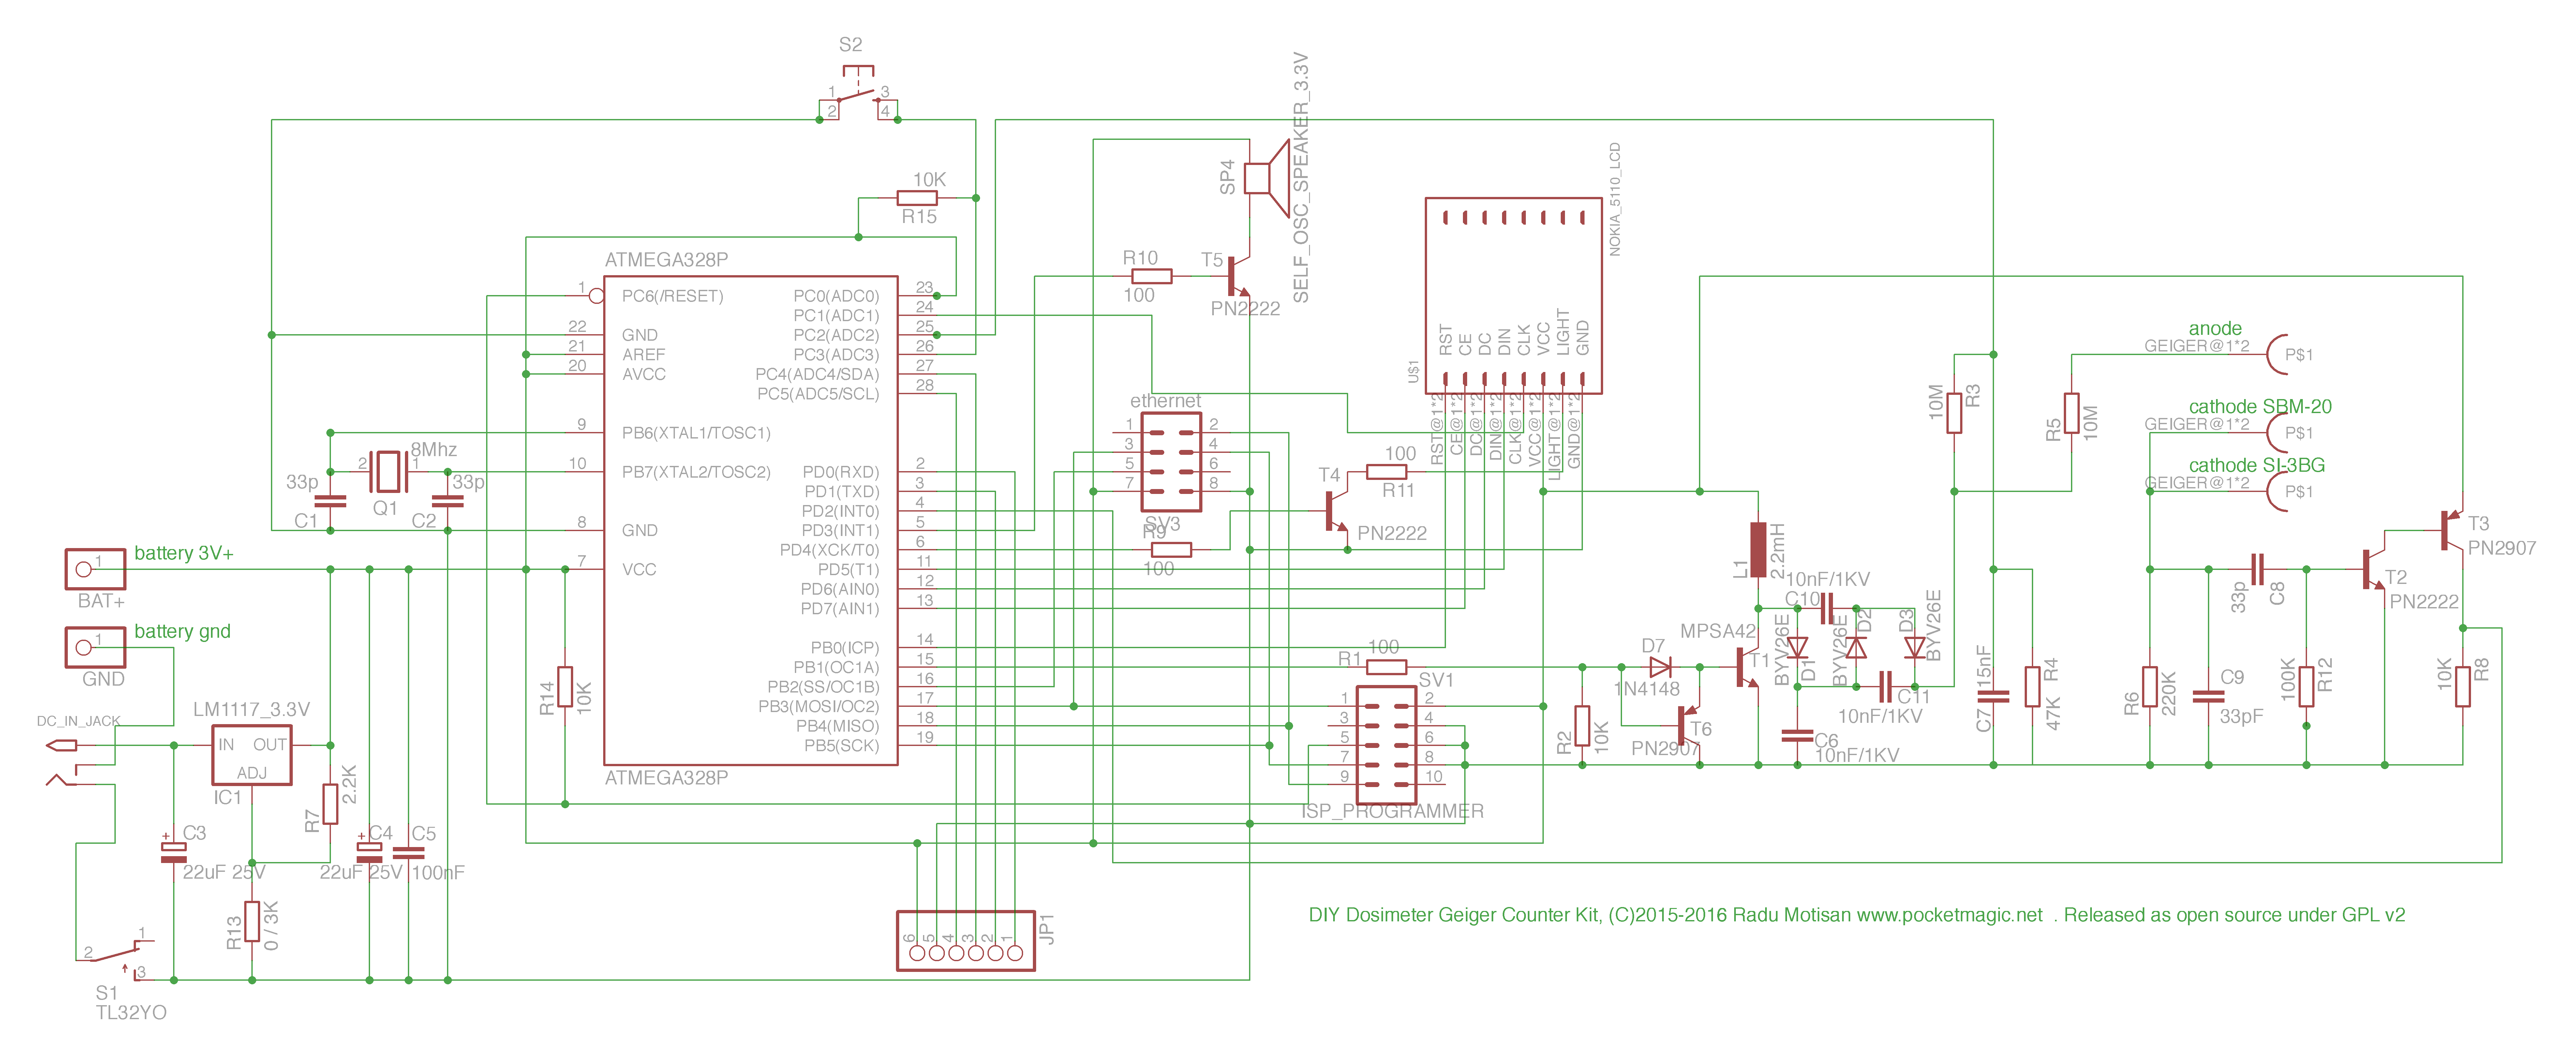 S2
1
3
2
4
10K
R15
SP4
SELF_OSC_SPEAKER_3.3V
NOKIA_5110_LCD
R10
100
T5
PN2222
ATMEGA328P
1
PC6(/RESET)
22
GND
21
AREF
20
AVCC
9
PB6(XTAL1/TOSC1)
10
PB7(XTAL2/TOSC2)
8
GND
7
VCC
PC0(ADC0)
23
PC1(ADC1)
24
PC2(ADC2)
25
PC3(ADC3)
26
PC4(ADC4/SDA)
27
PC5(ADC5/SCL)
28
PD0(RXD)
2
PD1(TXD)
3
PD2(INT0)
4
PD3(INT1)
5
PD4(XCK/T0)
6
PD5(T1)
11
PD6(AIN0)
12
PD7(AIN1)
13
PB0(ICP)
14
PB1(OC1A)
15
PB2(SS/OC1B)
16
PB3(MOSI/OC2)
17
PB4(MISO)
18
PB5(SCK)
19
ATMEGA328P
8Mhz
2
1
Q1
33p
C1
33p
C2
battery 3V+
1
BAT+
battery gnd
1
GND
DC_IN_JACK
LM1117_3.3V
IN
OUT
ADJ
IC1
R7
2.2K
+
C3
22uF 25V
+
C4
22uF 25V
C5
100nF
R13
0 / 3K
1
2
3
S1
TL32YO
R14
10K
ethernet
1
2
3
4
5
6
7
8
SV3
R9
100
T4
PN2222
100
R11
RST
CE
DC
DIN
CLK
VCC
LIGHT
GND
U$1
RST@1*2
CE@1*2
DC@1*2
DIN@1*2
CLK@1*2
VCC@1*2
LIGHT@1*2
GND@1*2
R1
100
SV1
1
2
3
4
5
6
7
8
9
10
ISP_PROGRAMMER
6
5
4
3
2
1
JP1
R2
10K
D7
1N4148
T6
PN2907
MPSA42
T1
L1
2.2mH
10nF/1KV
C10
BYV26E
D1
BYV26E
D2
D3
BYV26E
C11
10nF/1KV
C6
10nF/1KV
10M
R3
R5
10M
C7
15nF
R4
47K
anode
GEIGER@1*2
P$1
cathode SBM-20
GEIGER@1*2
P$1
cathode SI-3BG
GEIGER@1*2
P$1
R6
220K
C9
33pF
33p
C8
100K
R12
T2
PN2222
T3
PN2907
10K
R8
DIY Dosimeter Geiger Counter Kit, (C)2015-2016 Radu Motisan www.pocketmagic.net . Released as open source under GPL v2